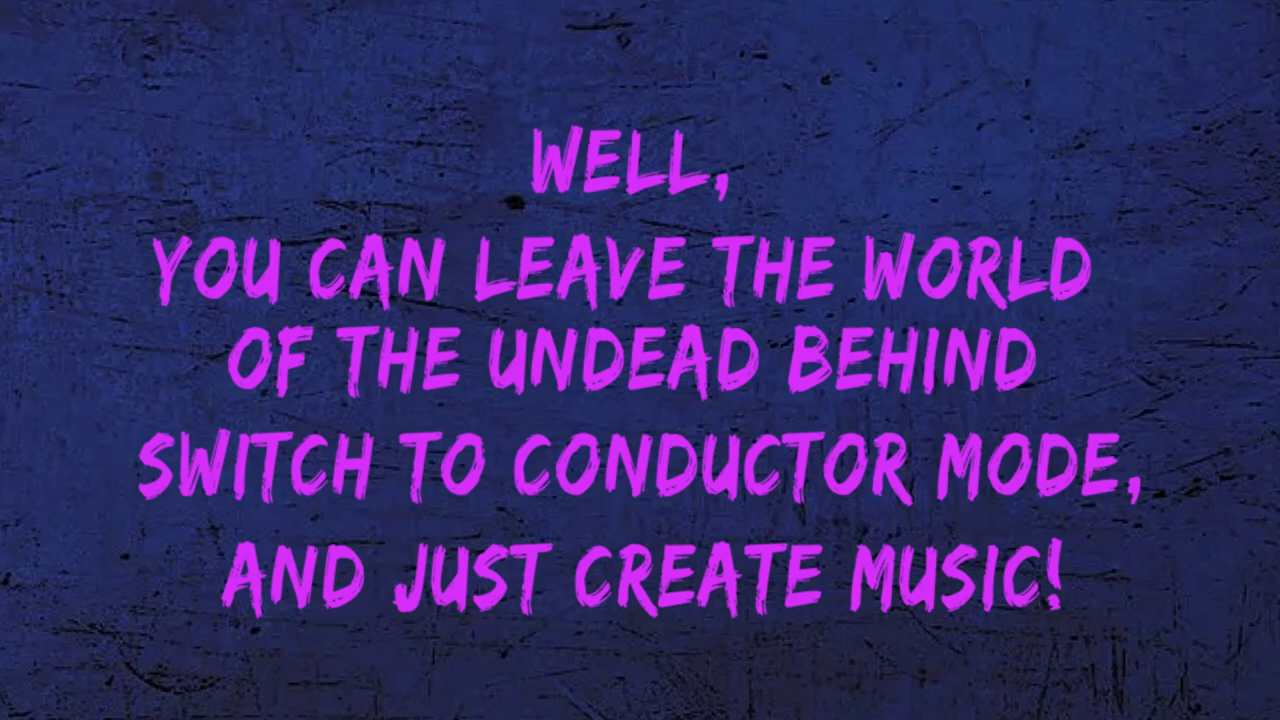 WELL,
YOU CAN LEAVE THE WORLD
OF THE UNDEAD BEHIND
SWITCH TO CONDUCTOR MODE,
AND JUST CREATE MUSIC!